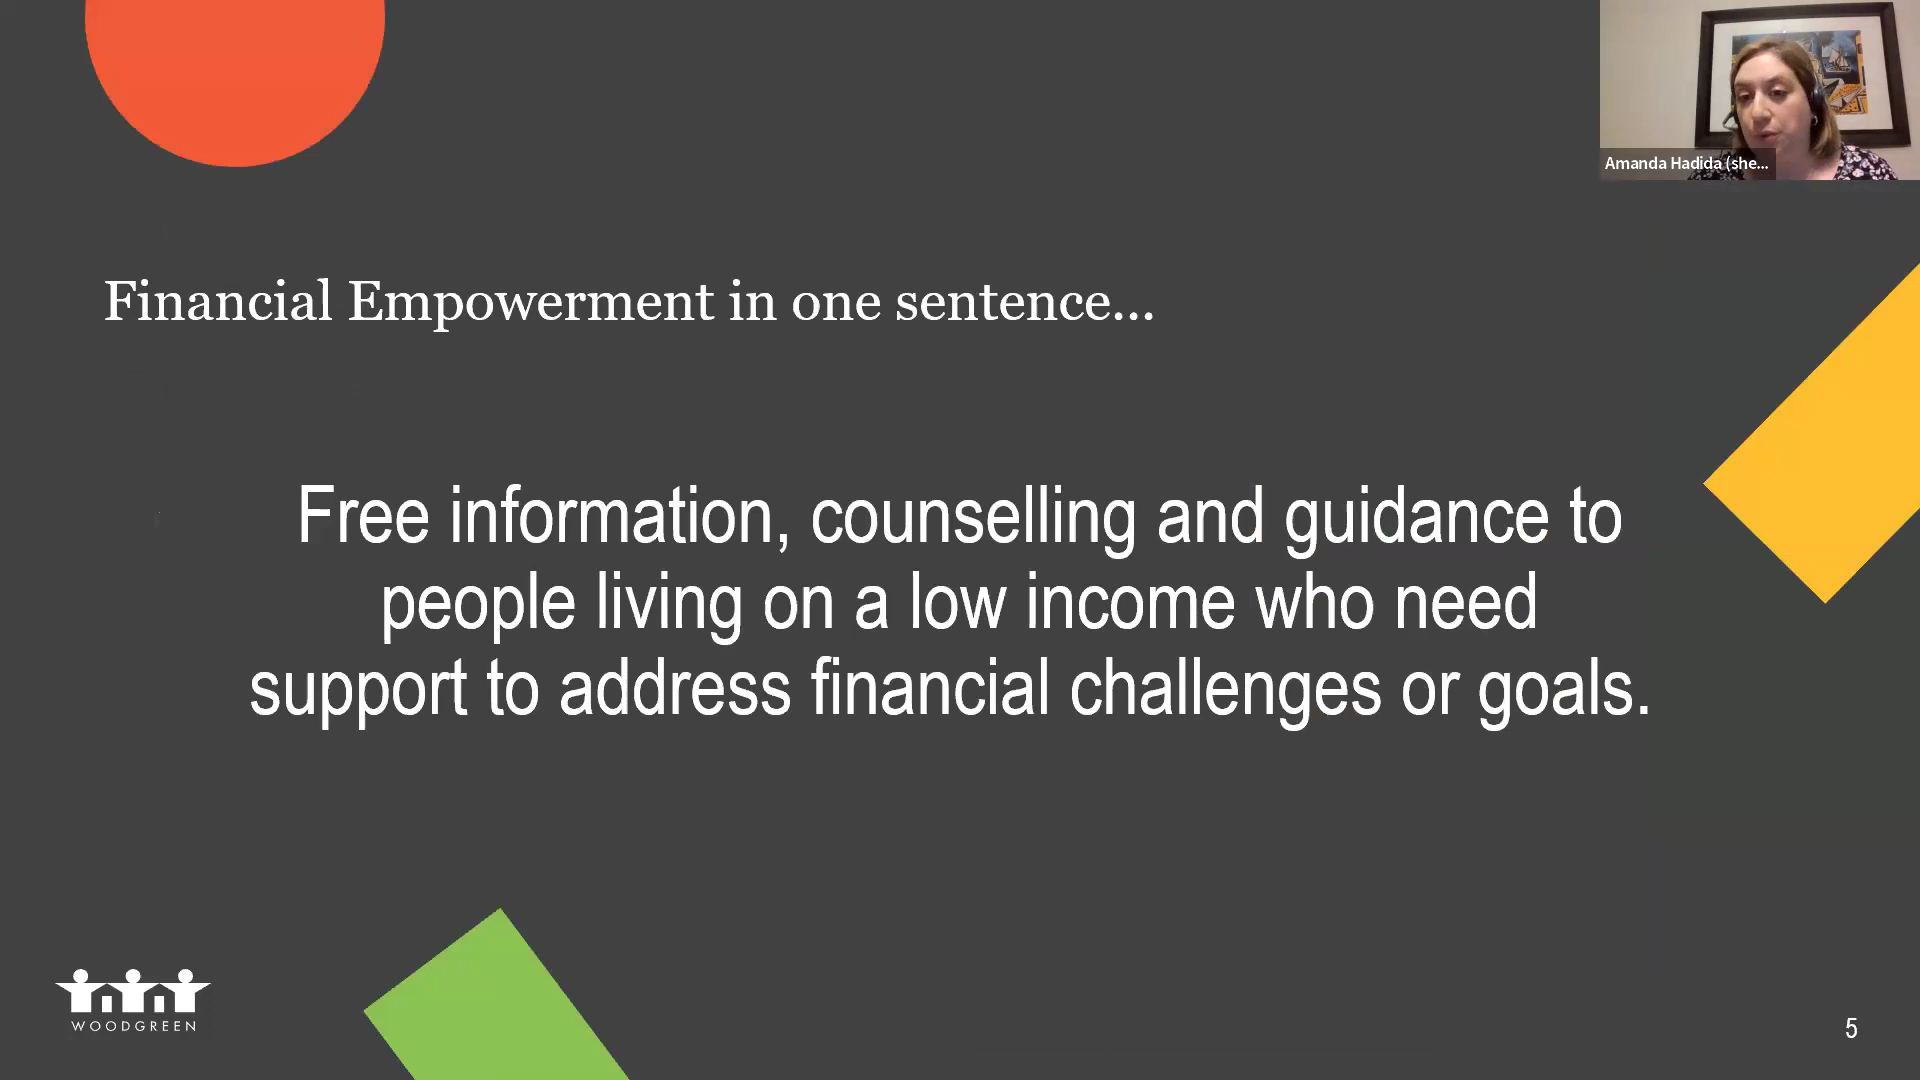 Amanda Hadida (she...
Financial Empowerment in one sentence...
Free information, counselling and guidance to
people living on a low income who need
support to address financial challenges or goals.
WOODGREEN
5